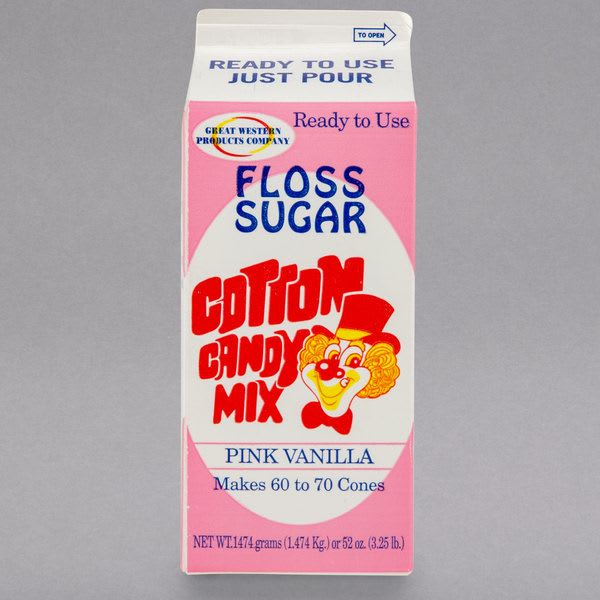 TO OPEN
READY TO USE
JUST POUR
GREAT WESTERN
PRODUCTS COMPANY
Ready to Use
FLOSS
SUGAR
COTTON
CANDY
MIX
PINK VANILLA
Makes 60 to 70 Cones
NET WT.1474 grams (1.474 Kg.) or 52 oz. (3.25 lb.)